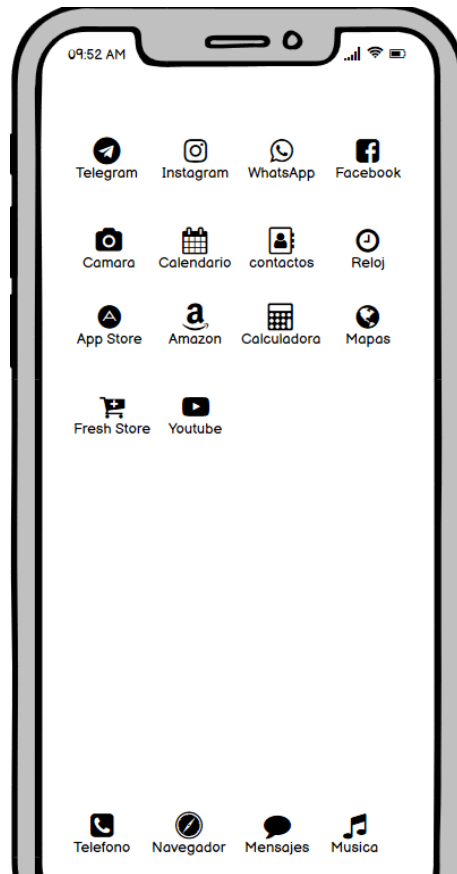 09:52 AM
Telegram Instagram WhatsApp Facebook
Camara Calendario contactos Reloj
App Store Amazon Calculadora Mapas
Fresh Store Youtube
Telefono Navegador Mensajes Musica